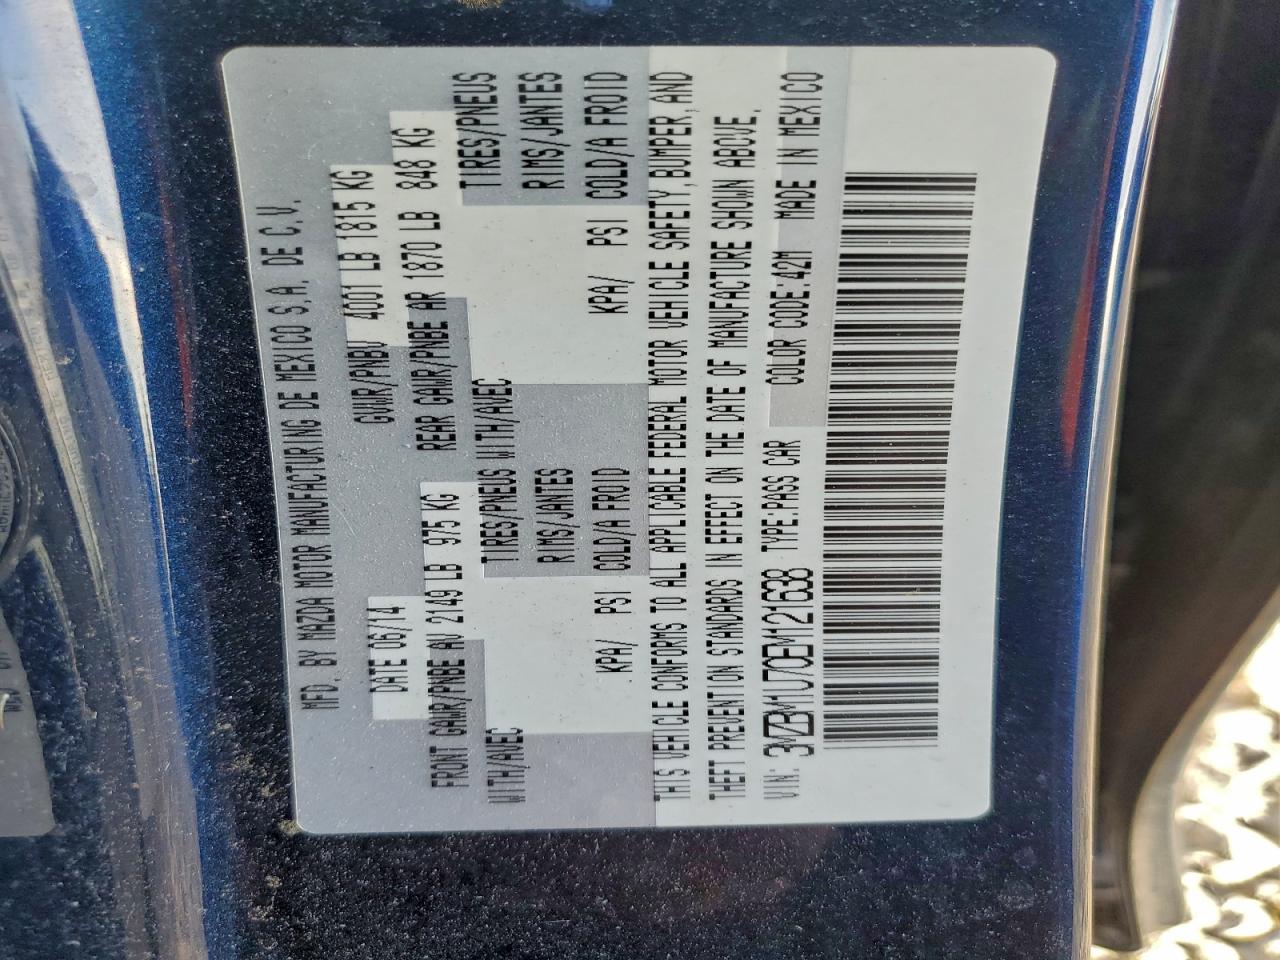 MFD. BY MAZDA MOTOR MANUFACTURING DE MEXICO S.A. DE C.V.
DATE 06/14 GVWR/PNBV 4001 LB 1815 KG
FRONT GAWR/PNBE AV 2149 LB 975 KG REAR GAWR/PNBE AR 1870 LB 848 KG
WITH/AVEC TIRES/PNEUS WITH/AVEC TIRES/PNEUS
RIMS/JANTES RIMS/JANTES
KPA/ PSI COLD/A FROID KPA/ PSI COLD/A FROID
THIS VEHICLE CONFORMS TO ALL APPLICABLE FEDERAL MOTOR VEHICLE SAFETY, BUMPER, AND
THEFT PREVENTION STANDARDS IN EFFECT ON THE DATE OF MANUFACTURE SHOWN ABOVE.
VIN: 3MZBM1U70EM121638 TYPE:PASS CAR COLOR CODE:42M MADE IN MEXICO